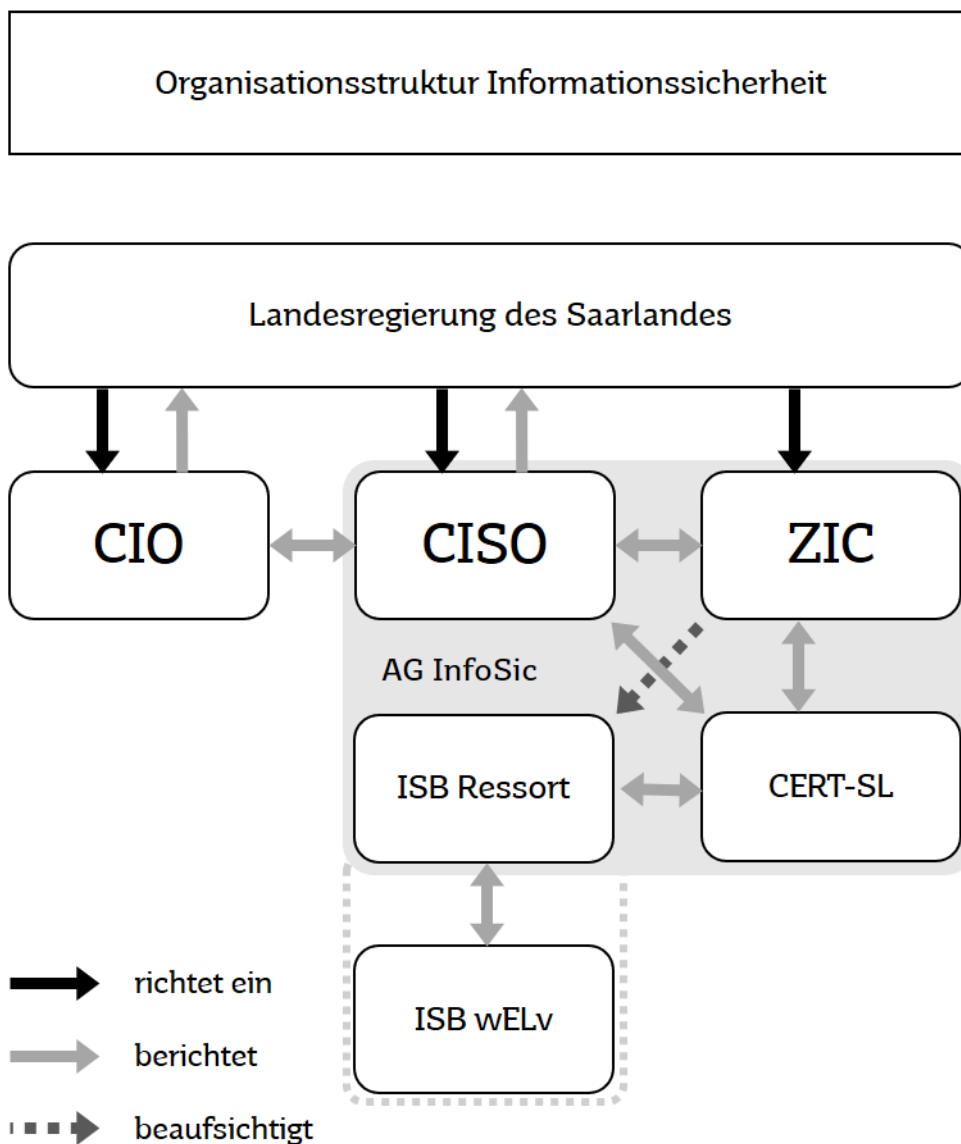 Organisationsstruktur Informationssicherheit
Landesregierung des Saarlandes
CIO
CISO
ZIC
AG InfoSic
ISB Ressort
CERT-SL
ISB wELv
richtet ein
berichtet
beaufsichtigt